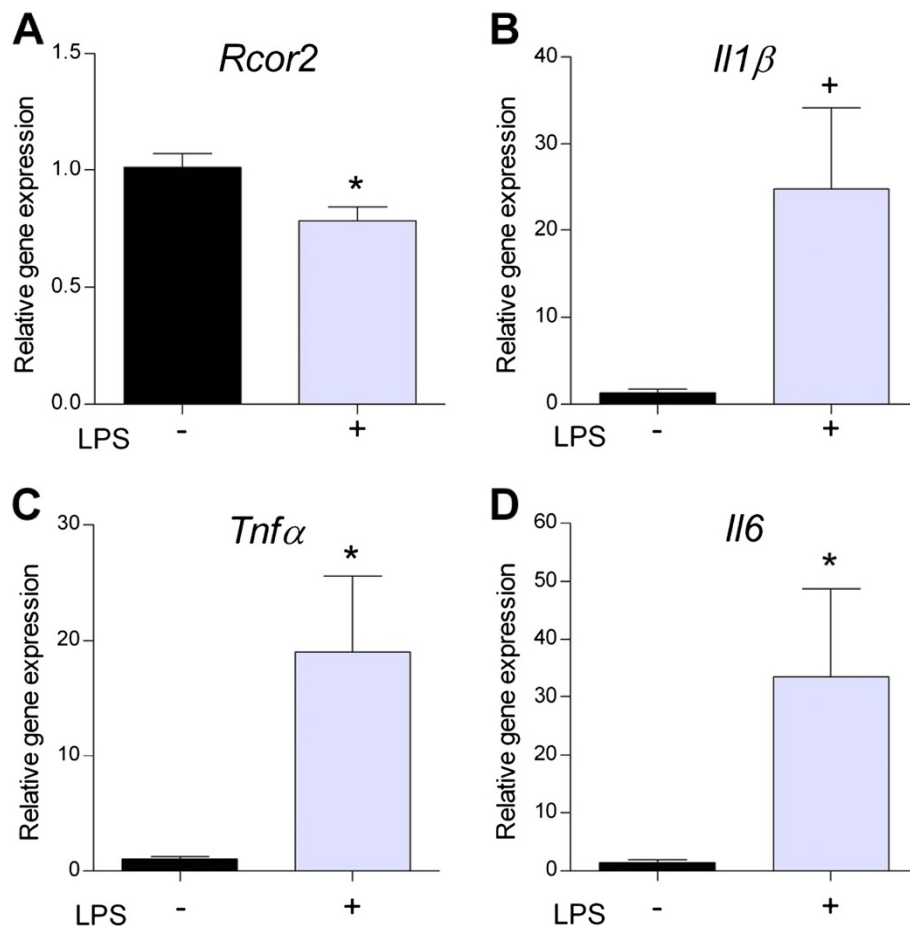 A
Rcor2
1.5
1.0
0.5
0.0
Relative gene expression
*
LPS - +
B
Il1β
40
30
20
10
0
Relative gene expression
+
LPS - +
C
Tnfα
30
20
10
0
Relative gene expression
*
LPS - +
D
Il6
60
50
40
30
20
10
0
Relative gene expression
*
LPS - +